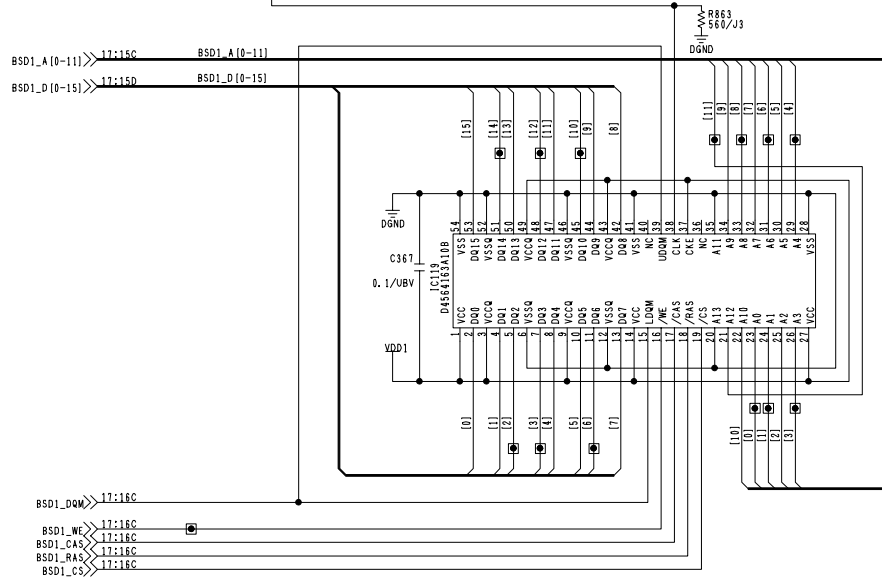 R863
560/J3
DGND
BSD1_A[0-11] 17:15C BSD1_A[0-11]
BSD1_D[0-15] 17:15D BSD1_D[0-15]
[15] [14] [13] [12] [11] [10] [9] [8] [11] [9] [8] [7] [6] [5] [4]
DGND
54 53 52 51 50 49 48 47 46 45 44 43 42 41 40 39 38 37 36 35 34 33 32 31 30 29 28
VSS DQ15 VSSQ DQ14 DQ13 VCCQ DQ12 DQ11 VSSQ DQ10 DQ9 VCCQ DQ8 VSS NC UDQM CLK CKE NC A11 A9 A8 A7 A6 A5 A4 VSS
C367
0.1/UBV
IC119
D4564163A10B
VCC DQ0 VCCQ DQ1 DQ2 VSSQ DQ3 DQ4 VCCQ DQ5 DQ6 VSSQ DQ7 VCC LDQM /WE /CAS /RAS /CS A13 A12 A10 A0 A1 A2 A3 VCC
1 2 3 4 5 6 7 8 9 10 11 12 13 14 15 16 17 18 19 20 21 22 23 24 25 26 27
VDD1
[0] [1] [2] [3] [4] [5] [6] [7] [10] [0] [1] [2] [3]
BSD1_DQM 17:16C
BSD1_WE 17:16C
BSD1_CAS 17:16C
BSD1_RAS 17:16C
BSD1_CS 17:16C